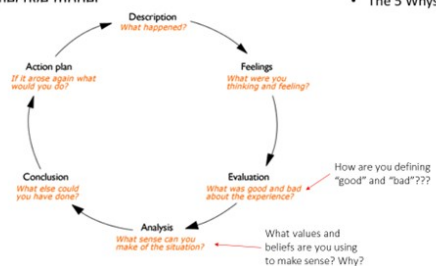 • The 5 Whys
Description
What happened?
Feelings
What were you
thinking and feeling?
Evaluation
What was good and bad
about the experience?
How are you defining
“good” and “bad”???
Analysis
What sense can you
make of the situation?
What values and
beliefs are you using
to make sense? Why?
Conclusion
What else could
you have done?
Action plan
If it arose again what
would you do?